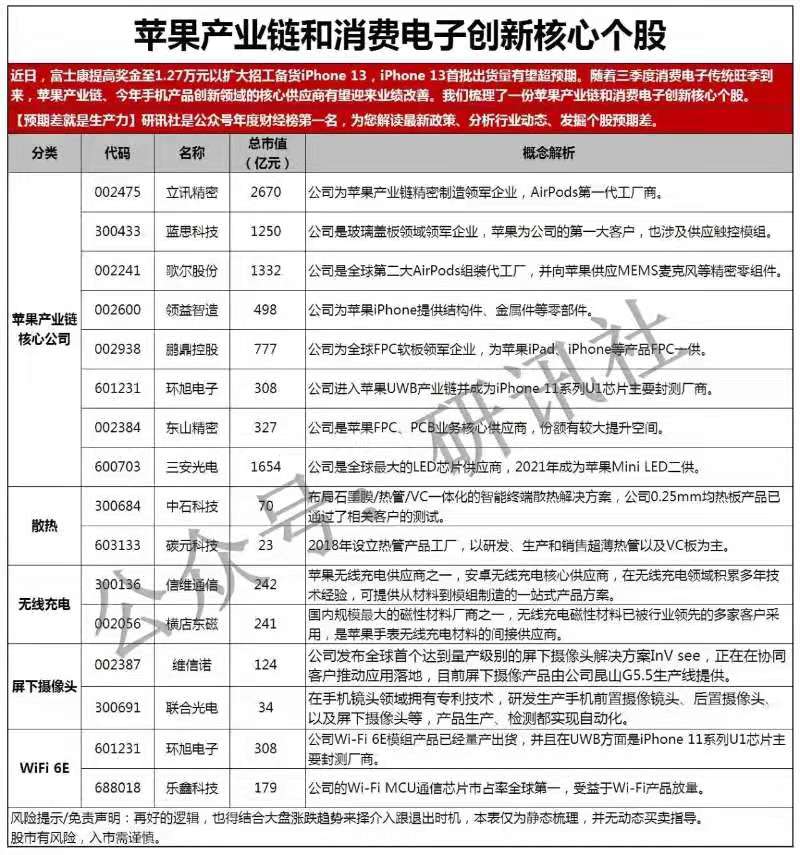 苹果产业链和消费电子创新核心个股
近日，富士康提高奖金至1.27万元以扩大招工备货iPhone 13，iPhone 13首批出货量有望超预期。随着三季度消费电子传统旺季到
来，苹果产业链、今年手机产品创新领域的核心供应商有望迎来业绩改善。我们梳理了一份苹果产业链和消费电子创新核心个股。
【预期差就是生产力】研讯社是公众号年度财经榜第一名，为您解读最新政策、分析行业动态、发掘个股预期差。
分类 代码 名称 总市值（亿元） 概念解析
苹果产业链核心公司
002475 立讯精密 2670 公司为苹果产业链精密制造领军企业，AirPods第一代工厂商。
300433 蓝思科技 1250 公司是玻璃盖板领域领军企业，苹果为公司的第一大客户，也涉及供应触控模组。
002241 歌尔股份 1332 公司是全球第二大AirPods组装代工厂，并向苹果供应MEMS麦克风等精密零组件。
002600 领益智造 498 公司为苹果iPhone提供结构件、金属件等零部件。
002938 鹏鼎控股 777 公司为全球FPC软板领军企业，为苹果iPad、iPhone等产品FPC一供。
601231 环旭电子 308 公司进入苹果UWB产业链并成为iPhone 11系列U1芯片主要封测厂商。
002384 东山精密 327 公司是苹果FPC、PCB业务核心供应商，份额有较大提升空间。
600703 三安光电 1654 公司是全球最大的LED芯片供应商，2021年成为苹果Mini LED二供。
散热
300684 中石科技 70 布局石墨膜/热管/VC一体化的智能终端散热解决方案，公司0.25mm均热板产品已
通过了相关客户的测试。
603133 碳元科技 23 2018年设立热管产品工厂，以研发、生产和销售超薄热管以及VC板为主。
无线充电
300136 信维通信 242 苹果无线充电供应商之一，安卓无线充电核心供应商，在无线充电领域积累多年技
术经验，可提供从材料到模组制造的一站式产品方案。
002056 横店东磁 241 国内规模最大的磁性材料厂商之一，无线充电磁性材料已被行业领先的多家客户采
用，是苹果手表无线充电材料的间接供应商。
屏下摄像头
002387 维信诺 124 公司发布全球首个达到量产级别的屏下摄像头解决方案InV see，正在在协同
客户推动应用落地，目前屏下摄像产品由公司昆山G5.5生产线提供。
300691 联合光电 34 在手机镜头领域拥有专利技术，研发生产手机前置摄像镜头、后置摄像头、
以及屏下摄像头等，产品生产、检测都实现自动化。
WiFi 6E
601231 环旭电子 308 公司Wi-Fi 6E模组产品已经量产出货，并且在UWB方面是iPhone 11系列U1芯片主
要封测厂商。
688018 乐鑫科技 179 公司的Wi-Fi MCU通信芯片市占率全球第一，受益于Wi-Fi产品放量。
风险提示/免责声明：再好的逻辑，也得结合大盘涨跌趋势来择介入跟退出时机，本表仅为静态梳理，并无动态买卖指导。
股市有风险，入市需谨慎。
公众号：研讯社